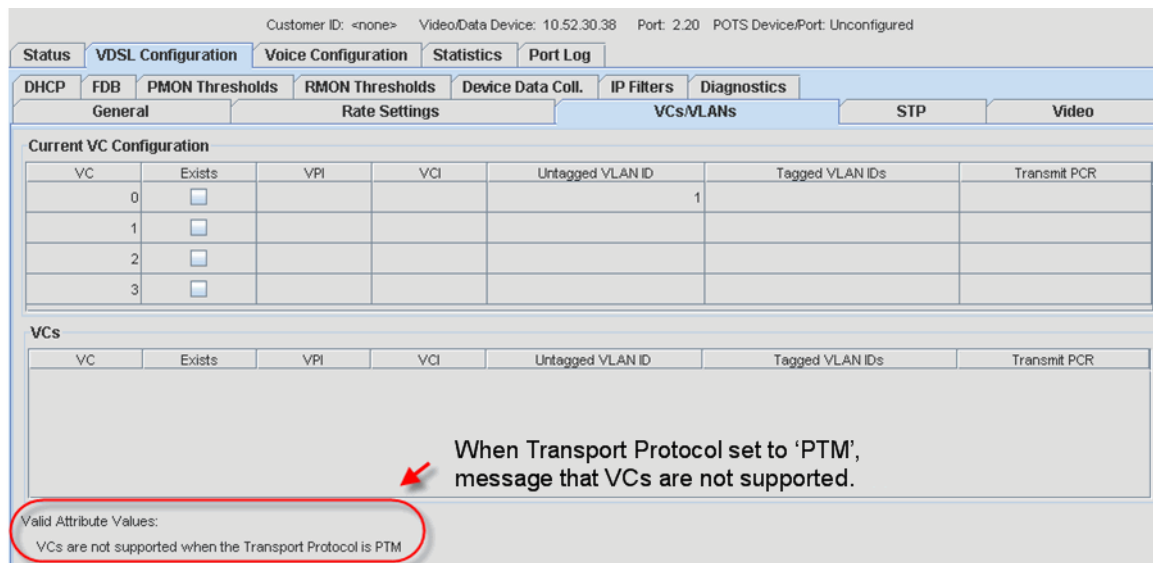 Customer ID: <none> Video/Data Device: 10.52.30.38 Port: 2.20 POTS Device/Port: Unconfigured
Status VDSL Configuration Voice Configuration Statistics Port Log
DHCP FDB PMON Thresholds RMON Thresholds Device Data Coll. IP Filters Diagnostics
General Rate Settings VCs/VLANs STP Video
Current VC Configuration
VC Exists VPI VCI Untagged VLAN ID Tagged VLAN IDs Transmit PCR
0 1
1
2
3
VCs
VC Exists VPI VCI Untagged VLAN ID Tagged VLAN IDs Transmit PCR
When Transport Protocol set to ‘PTM’,
message that VCs are not supported.
Valid Attribute Values:
VCs are not supported when the Transport Protocol is PTM